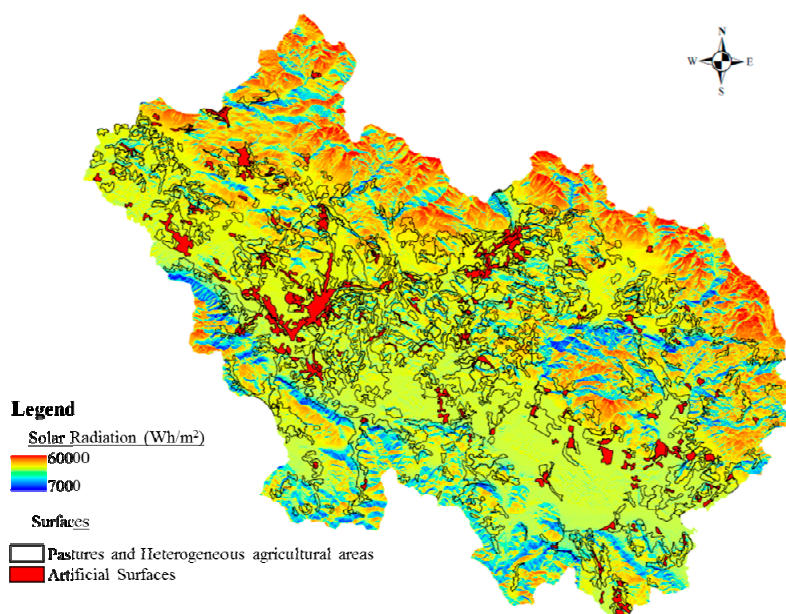 N
W E
S
Legend
Solar Radiation (Wh/m²)
60000
7000
Surfaces
Pastures and Heterogeneous agricultural areas
Artificial Surfaces